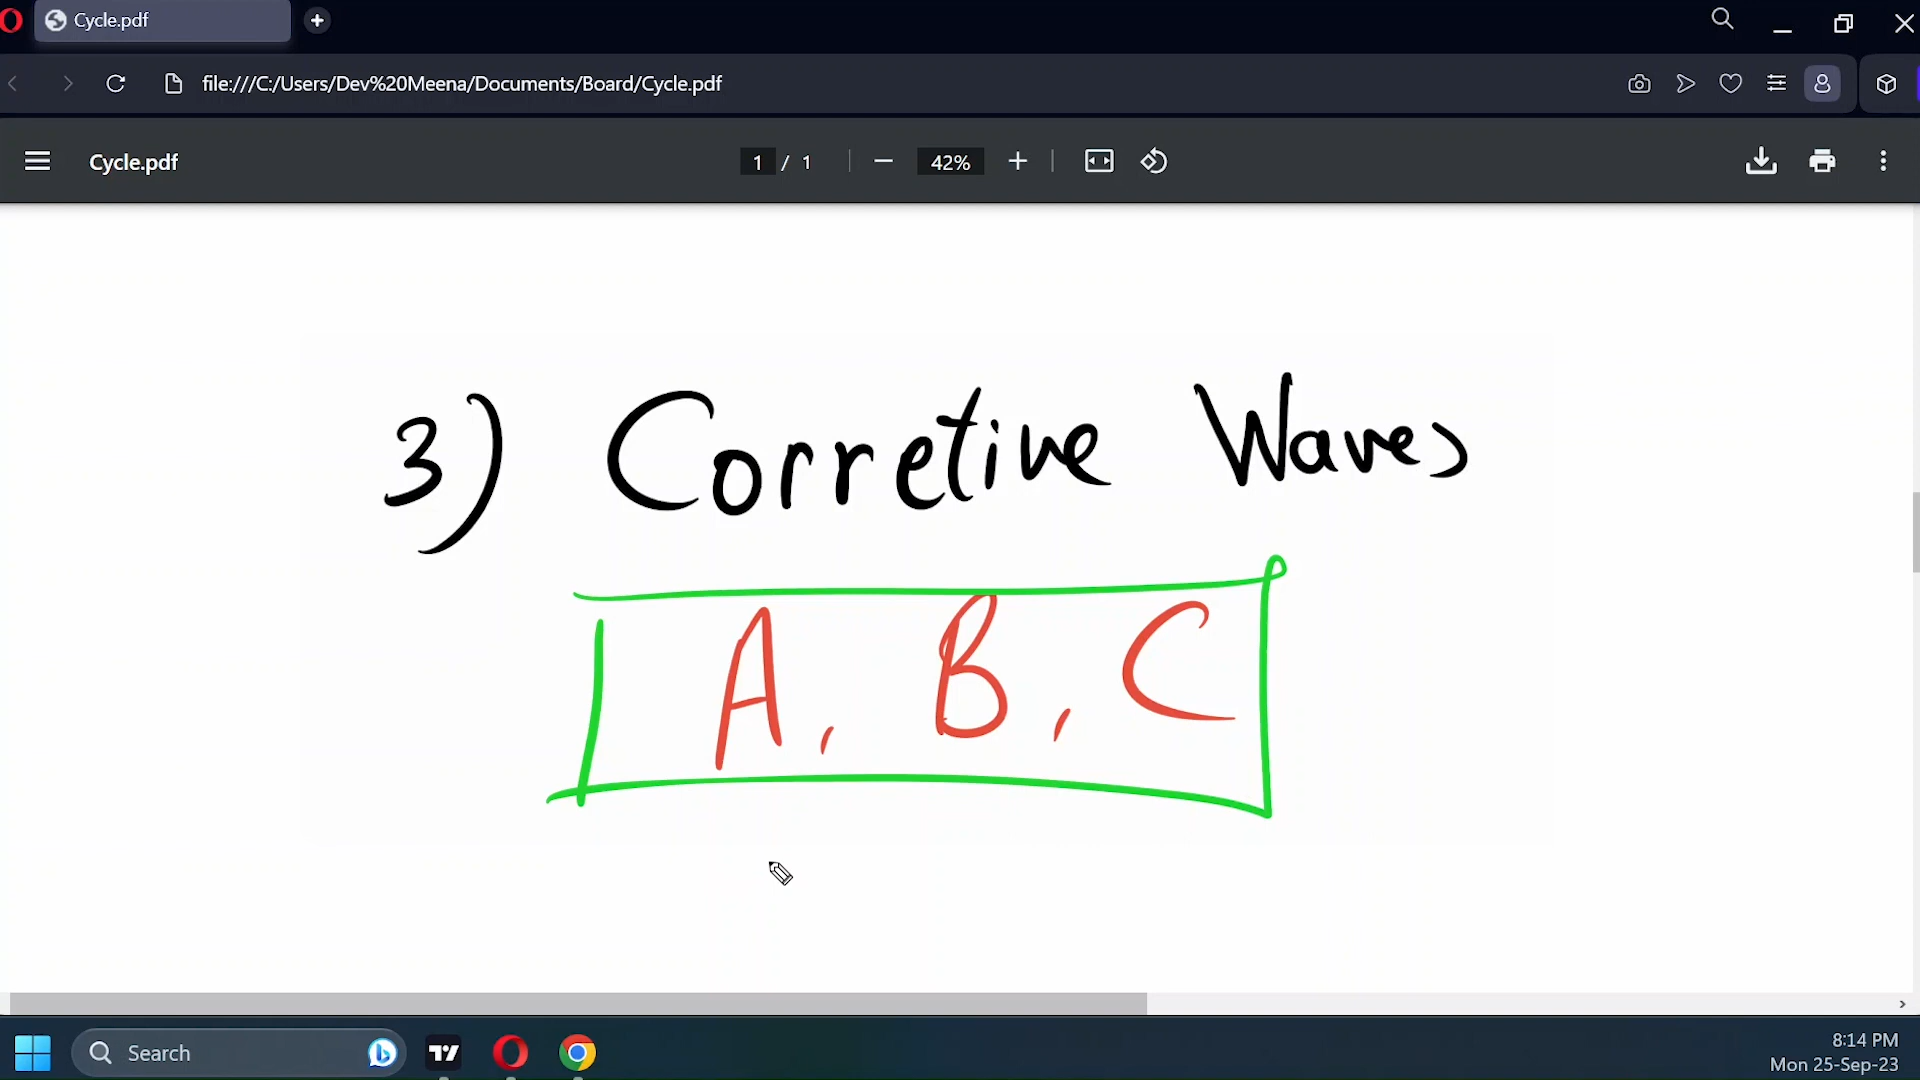 Cycle.pdf
file:///C:/Users/Dev%20Meena/Documents/Board/Cycle.pdf
Cycle.pdf
1 / 1
42%
3) Corretive Waves
A, B, C
Search
8:14 PM
Mon 25-Sep-23